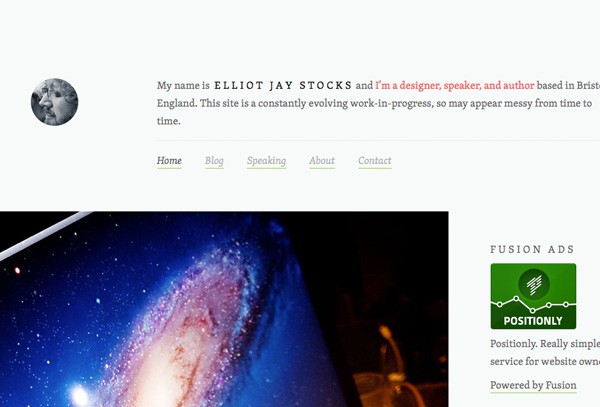 My name is ELLIOT JAY STOCKS and I'm a designer, speaker, and author based in
England. This site is a constantly evolving work-in-progress, so may appear messy from time to
time.
Home Blog Speaking About Contact
FUSION ADS
POSITIONLY
Positionly. Really simple
service for website
Powered by Fusion